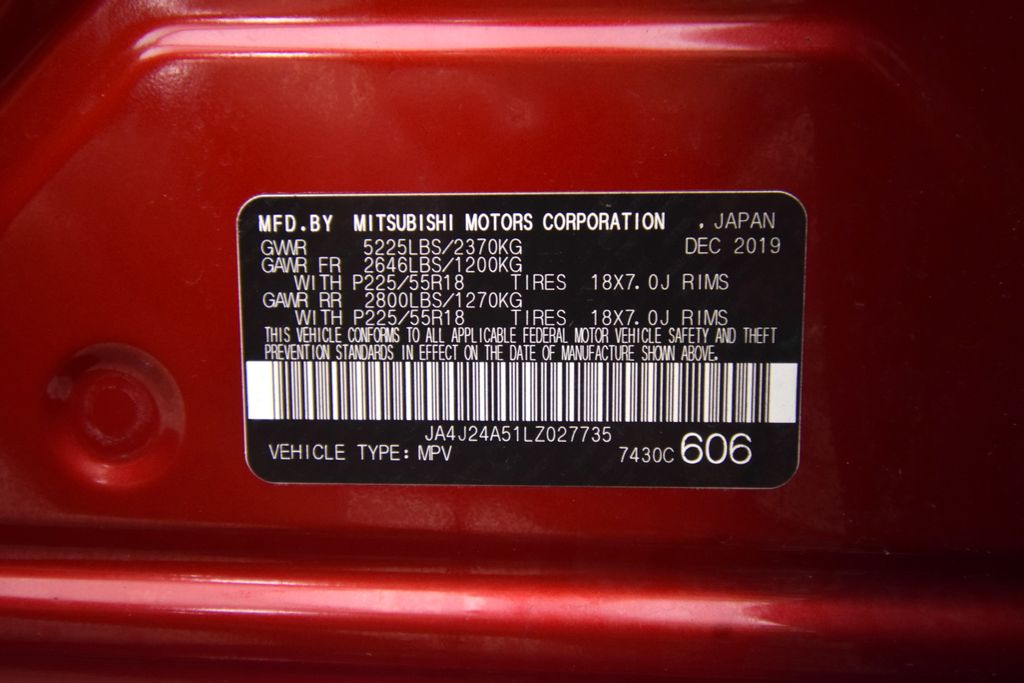 MFD.BY MITSUBISHI MOTORS CORPORATION , JAPAN
GVWR 5225LBS/2370KG DEC 2019
GAWR FR 2646LBS/1200KG
WITH P225/55R18 TIRES 18X7.0J RIMS
GAWR RR 2800LBS/1270KG
WITH P225/55R18 TIRES 18X7.0J RIMS
THIS VEHICLE CONFORMS TO ALL APPLICABLE FEDERAL MOTOR VEHICLE SAFETY AND THEFT
PREVENTION STANDARDS IN EFFECT ON THE DATE OF MANUFACTURE SHOWN ABOVE.
JA4J24A51LZ027735
VEHICLE TYPE: MPV 7430C 606